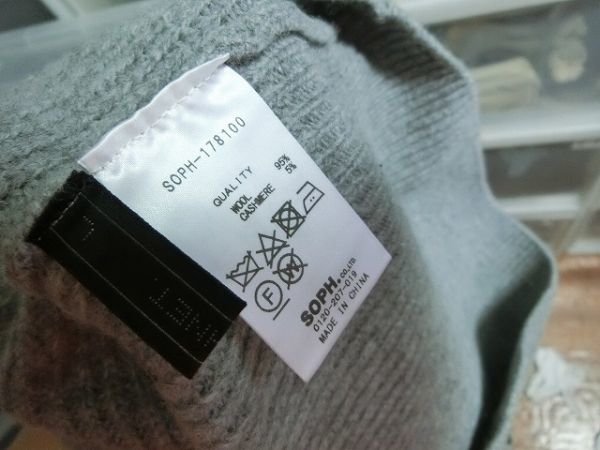 SOPH-178100
QUALITY
WOOL 95%
CASHMERE 5%
F W
SOPH.CO.,LTD
0120-207-019
MADE IN CHINA